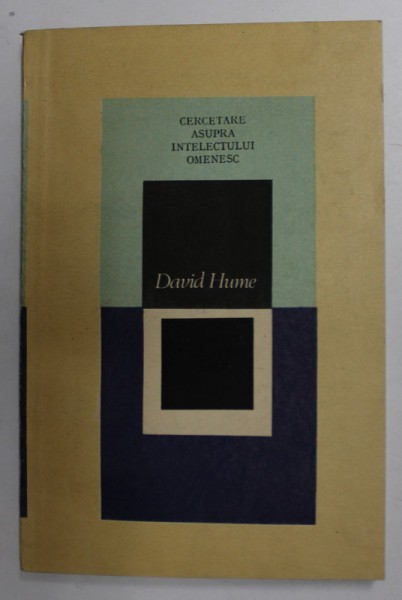 CERCETARE
ASUPRA
INTELECTULUI
OMENESC
David Hume